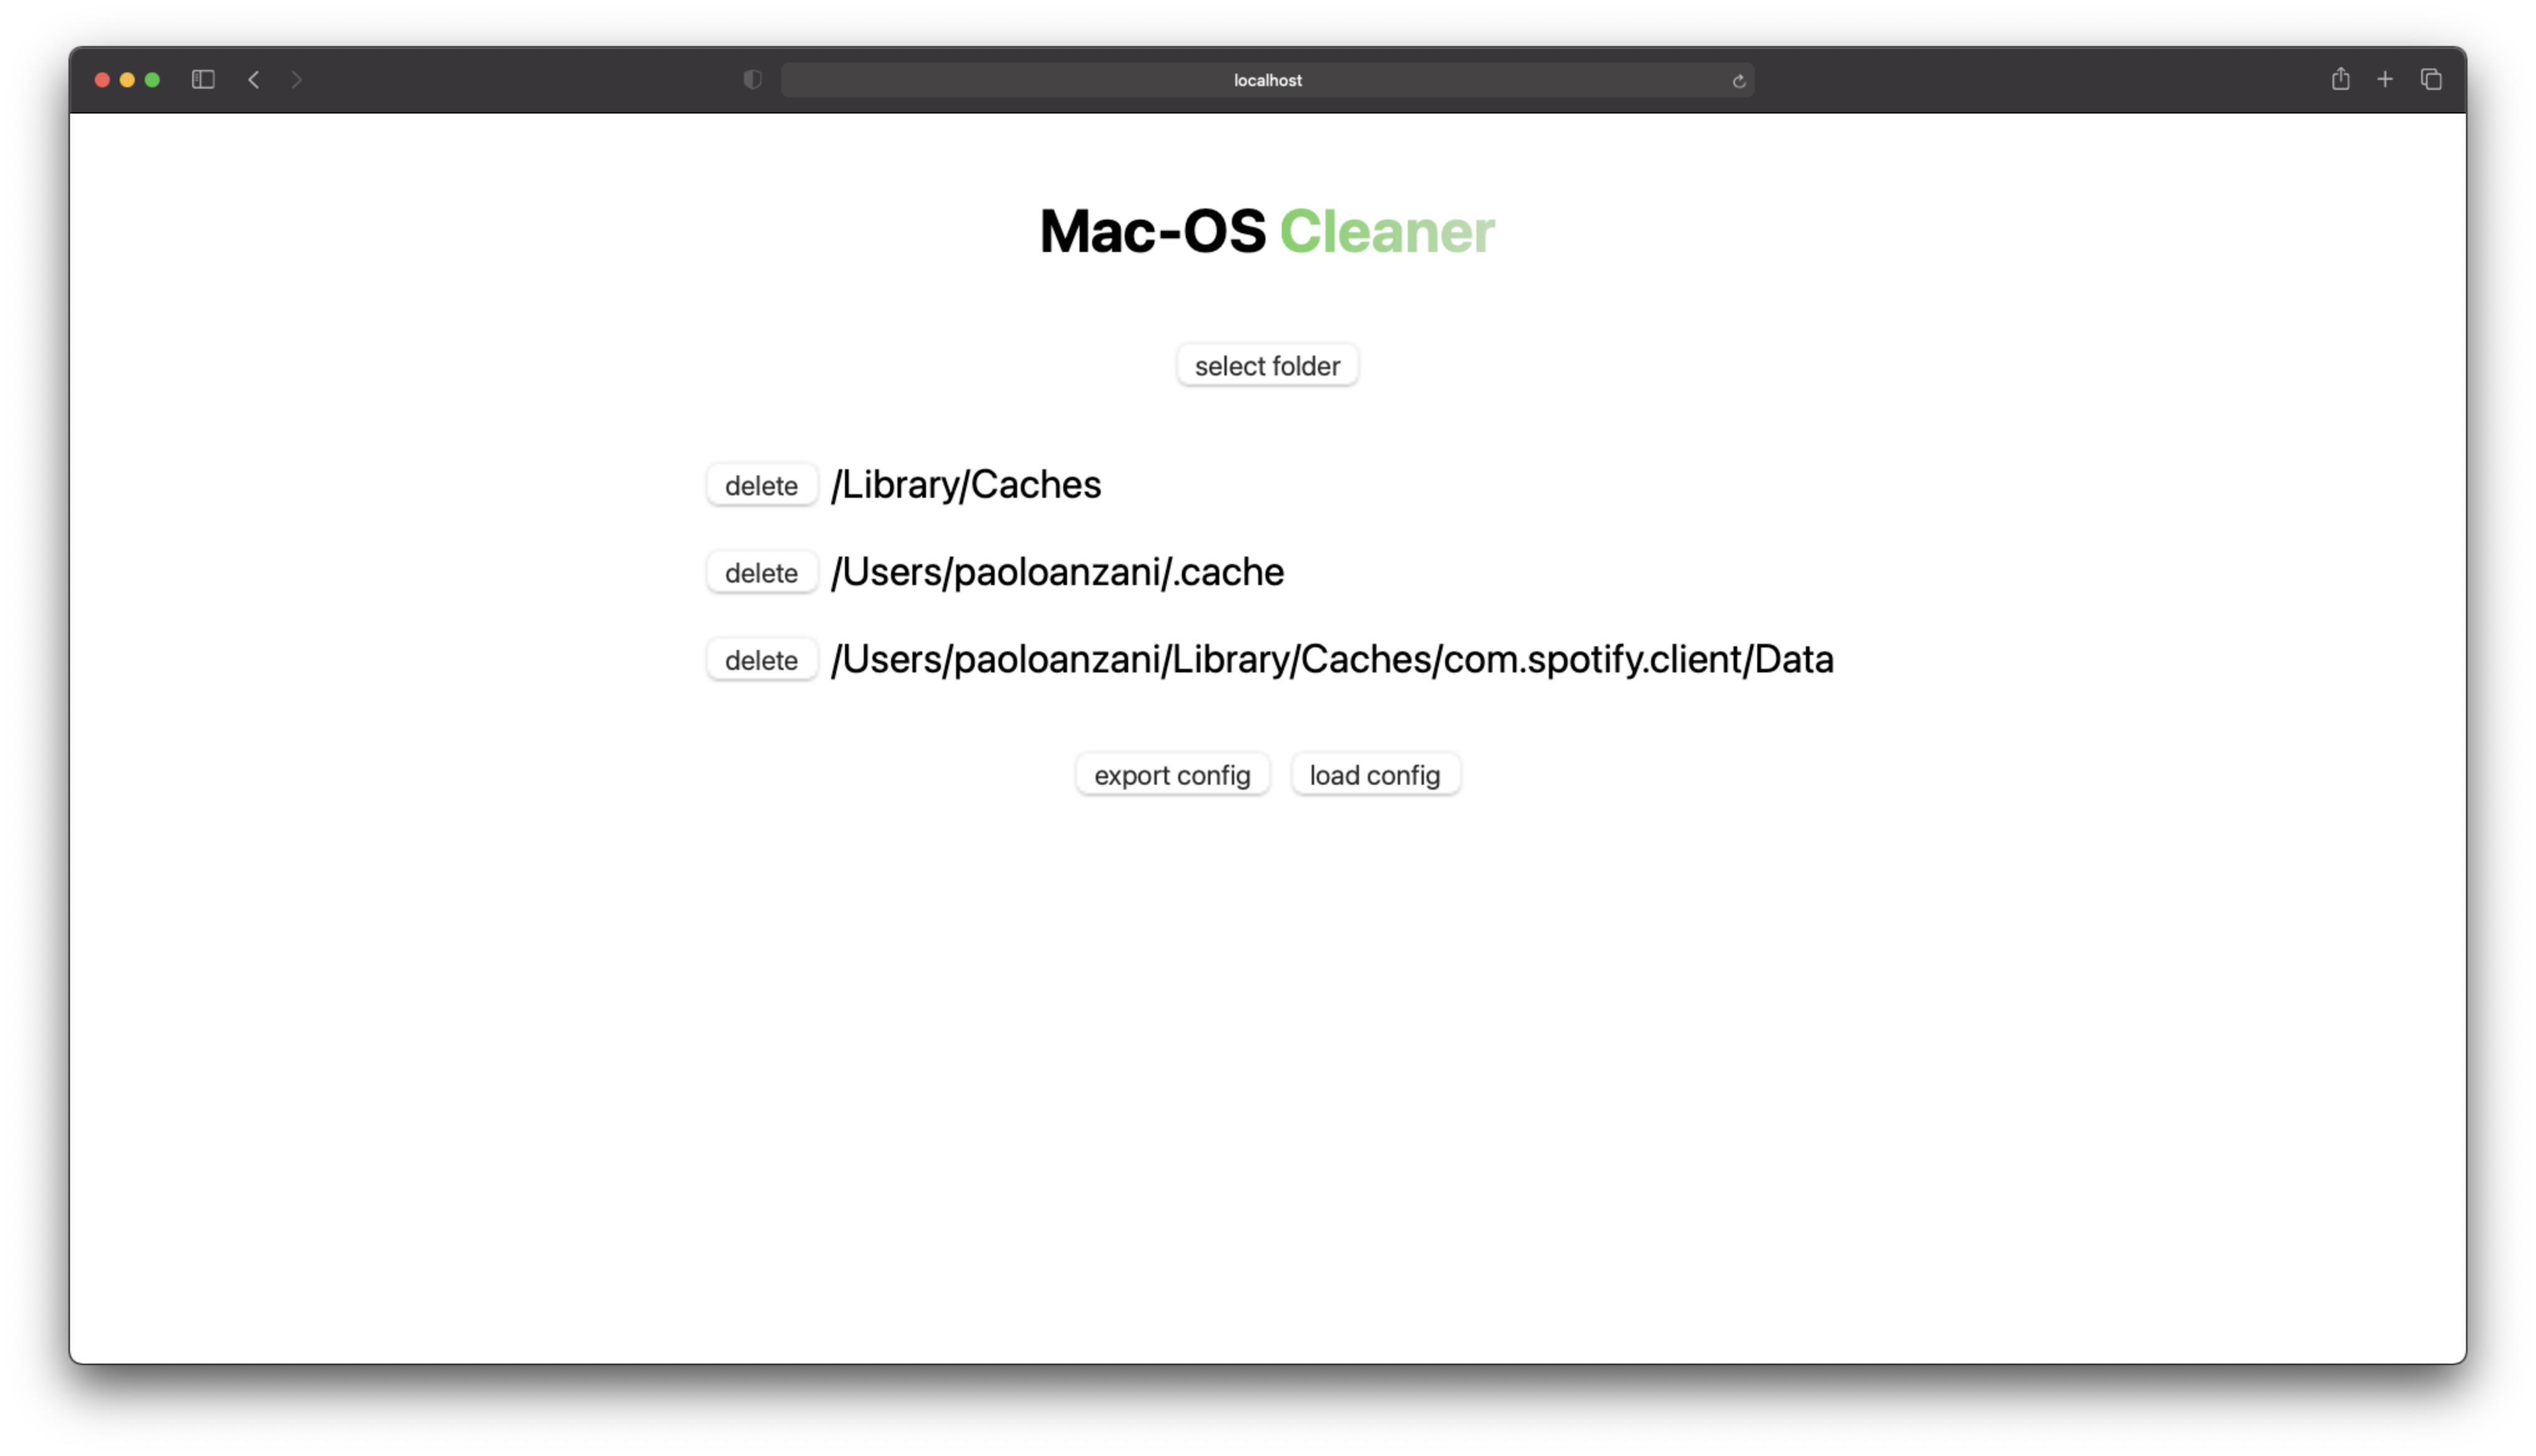 localhost
Mac-OS Cleaner
select folder
delete /Library/Caches
delete /Users/paoloanzani/.cache
delete /Users/paoloanzani/Library/Caches/com.spotify.client/Data
export config load config